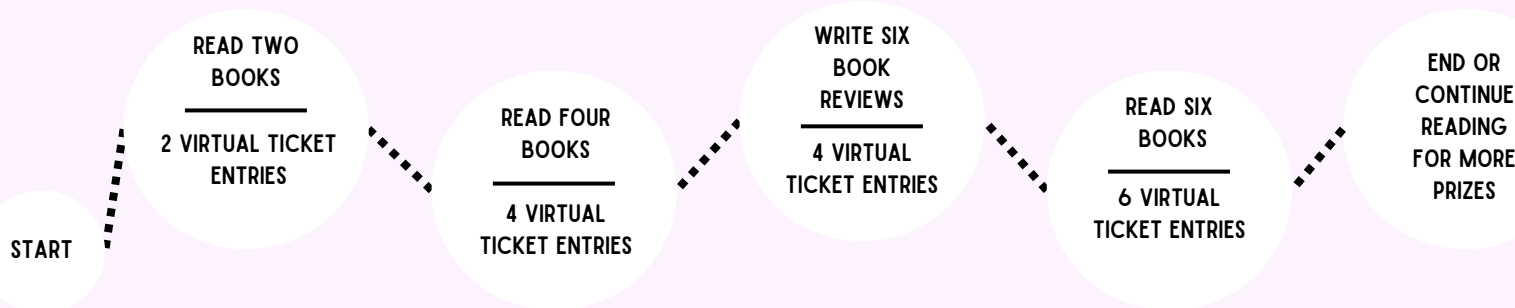 START
READ TWO
BOOKS
2 VIRTUAL TICKET
ENTRIES
READ FOUR
BOOKS
4 VIRTUAL
TICKET ENTRIES
WRITE SIX
BOOK
REVIEWS
4 VIRTUAL
TICKET ENTRIES
READ SIX
BOOKS
6 VIRTUAL
TICKET ENTRIES
END OR
CONTINUE
READING
FOR MORE
PRIZES